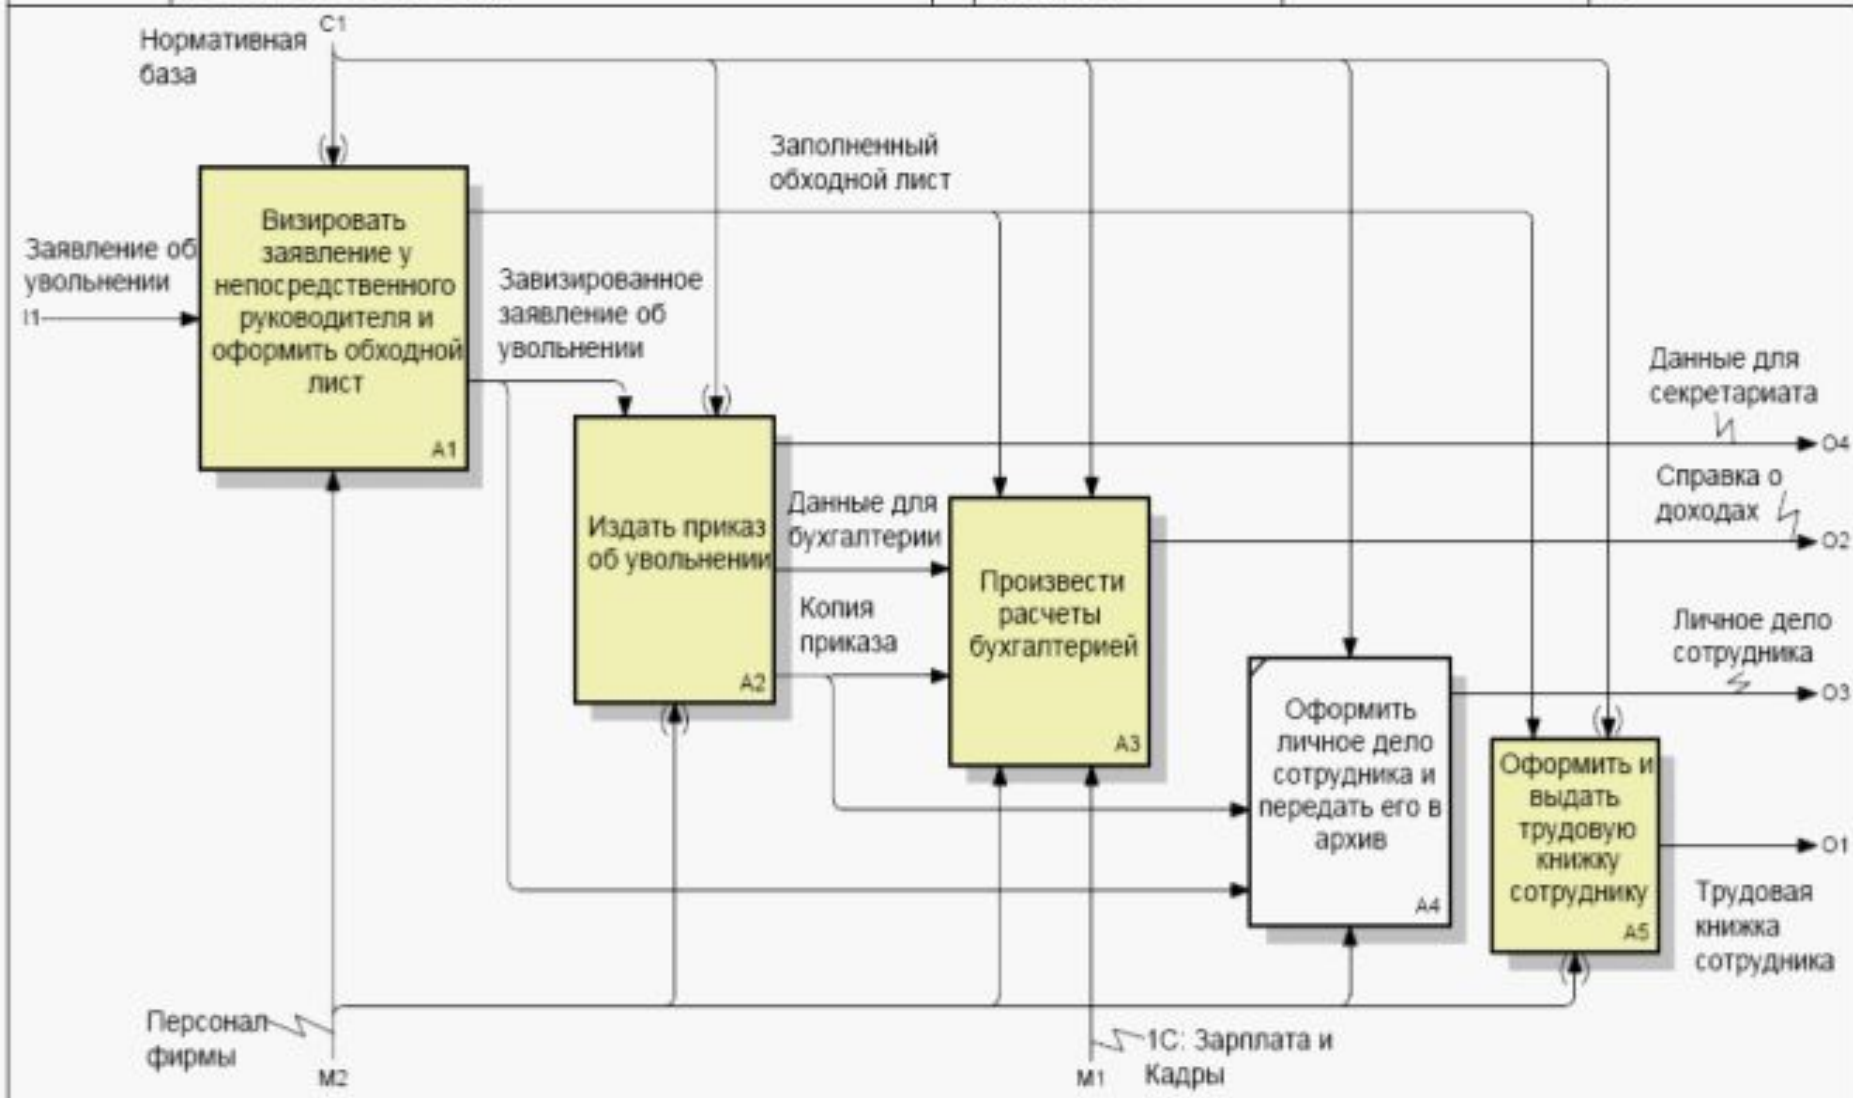 C1
Нормативная
база
Заполненный
обходной лист
Визировать
заявление у
непосредственного
руководителя и
оформить обходной
лист
A1
Заявление об
увольнении
I1
Завизированное
заявление об
увольнении
Данные для
секретариата
O4
Издать приказ
об увольнении
A2
Данные для
бухгалтерии
Копия
приказа
Справка о
доходах
O2
Произвести
расчеты
бухгалтерией
A3
Личное дело
сотрудника
O3
Оформить
личное дело
сотрудника и
передать его в
архив
A4
Оформить и
выдать
трудовую
книжку
сотруднику
A5
O1
Трудовая
книжка
сотрудника
Персонал
фирмы
M2
1С: Зарплата и
Кадры
M1